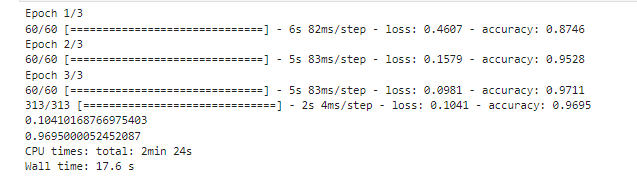 Epoch 1/3
60/60 [==============================] - 6s 82ms/step - loss: 0.4607 - accuracy: 0.8746
Epoch 2/3
60/60 [==============================] - 5s 83ms/step - loss: 0.1579 - accuracy: 0.9528
Epoch 3/3
60/60 [==============================] - 5s 83ms/step - loss: 0.0981 - accuracy: 0.9711
313/313 [==============================] - 2s 4ms/step - loss: 0.1041 - accuracy: 0.9695
0.10410168766975403
0.9695000052452087
CPU times: total: 2min 24s
Wall time: 17.6 s